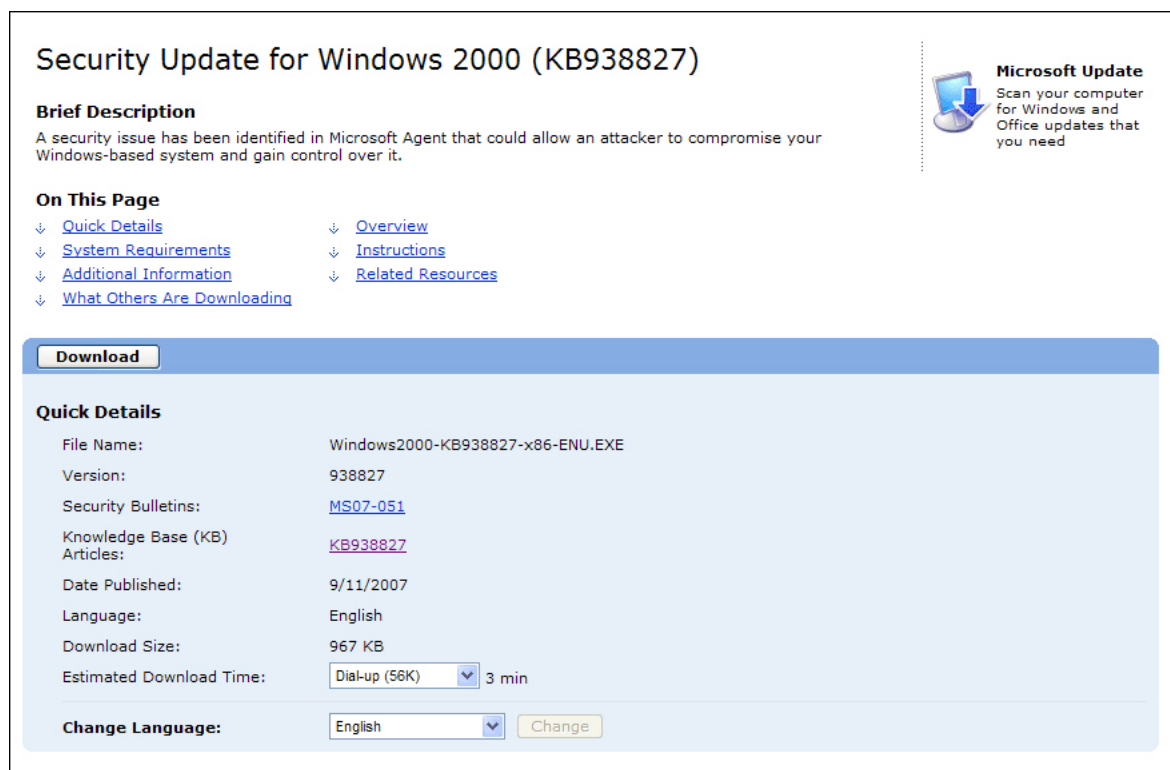 Security Update for Windows 2000 (KB938827)
Microsoft Update
Scan your computer
for Windows and
Office updates that
you need
Brief Description
A security issue has been identified in Microsoft Agent that could allow an attacker to compromise your
Windows-based system and gain control over it.
On This Page
Quick Details
Overview
System Requirements
Instructions
Additional Information
Related Resources
What Others Are Downloading
Download
Quick Details
File Name: Windows2000-KB938827-x86-ENU.EXE
Version: 938827
Security Bulletins: MS07-051
Knowledge Base (KB)
Articles: KB938827
Date Published: 9/11/2007
Language: English
Download Size: 967 KB
Estimated Download Time: Dial-up (56K) 3 min
Change Language: English Change